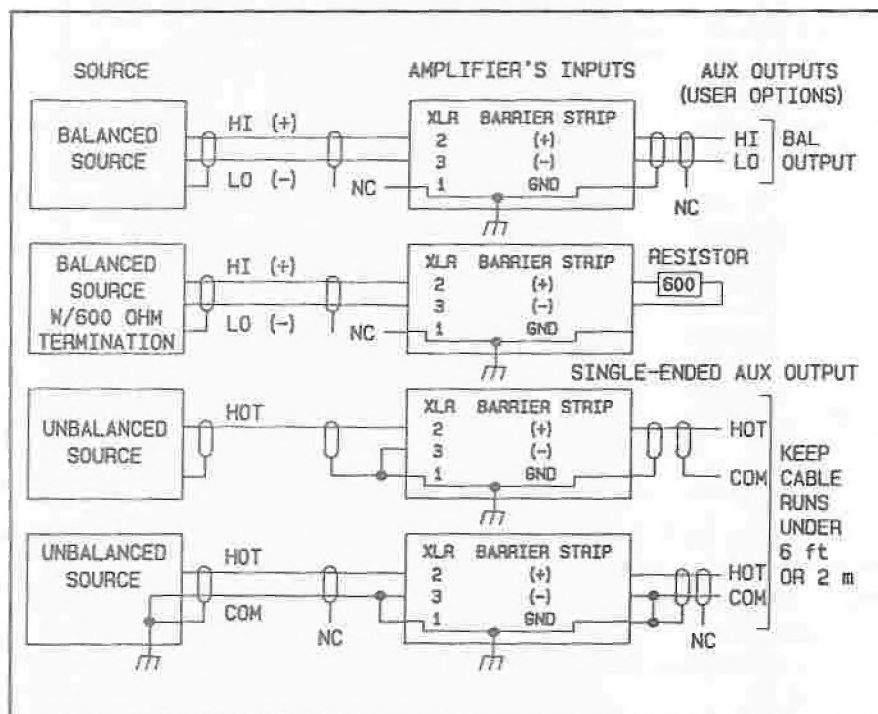 SOURCE
AMPLIFIER'S INPUTS
AUX OUTPUTS
(USER OPTIONS)
BALANCED
SOURCE
HI (+)
LO (-)
NC
XLR BARRIER STRIP
2 (+)
3 (-)
1 GND
HI
LO
BAL
OUTPUT
NC
BALANCED
SOURCE
W/600 OHM
TERMINATION
HI (+)
LO (-)
NC
XLR BARRIER STRIP
2 (+)
3 (-)
1 GND
RESISTOR
600
SINGLE-ENDED AUX OUTPUT
UNBALANCED
SOURCE
HOT
XLR BARRIER STRIP
2 (+)
3 (-)
1 GND
HOT
COM
UNBALANCED
SOURCE
HOT
COM
NC
XLR BARRIER STRIP
2 (+)
3 (-)
1 GND
HOT
COM
NC
KEEP
CABLE
RUNS
UNDER
6 ft
OR 2 m